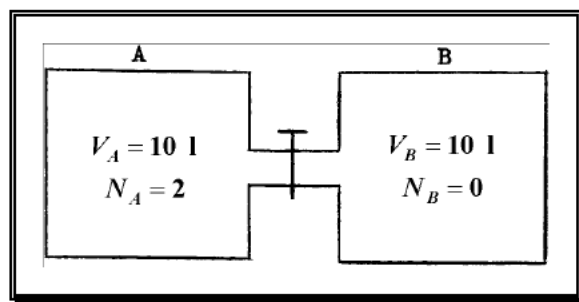 A B
V_A = 10 l V_B = 10 l
N_A = 2 N_B = 0